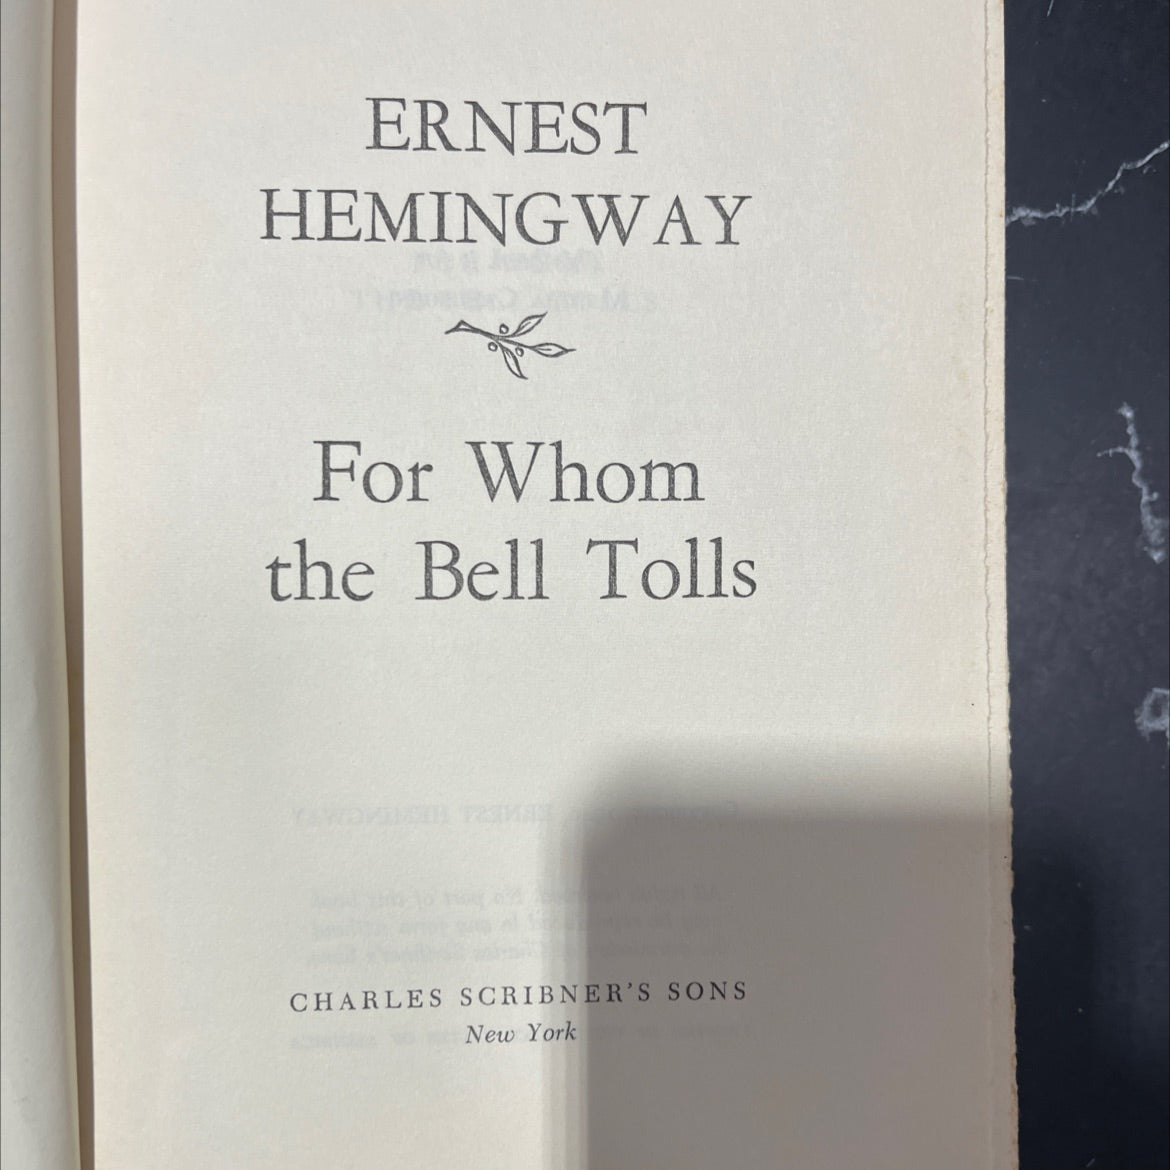 ERNEST
HEMINGWAY
For Whom
the Bell Tolls
CHARLES SCRIBNER'S SONS
New York